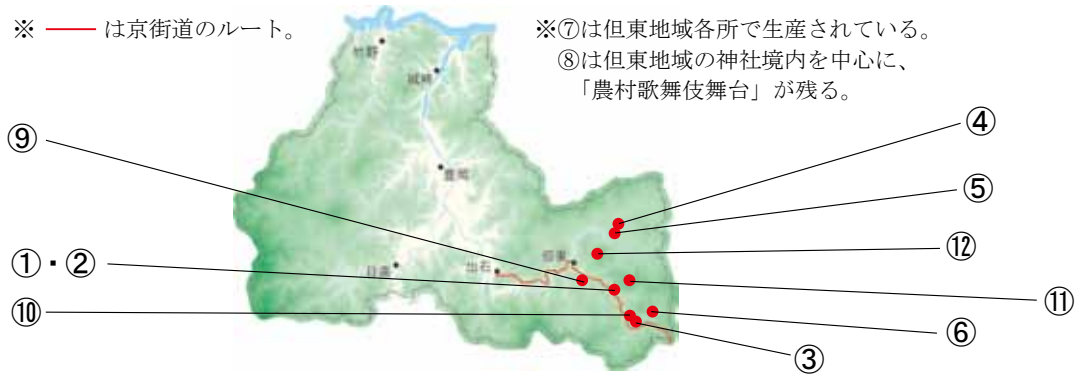 ※ ── は京街道のルート。
※⑦は但東地域各所で生産されている。
⑧は但東地域の神社境内を中心に、
「農村歌舞伎舞台」が残る。
竹野
城崎
④
⑨
豊岡
⑤
⑫
①・②
日高
出石
但東
⑪
⑩
⑥
③